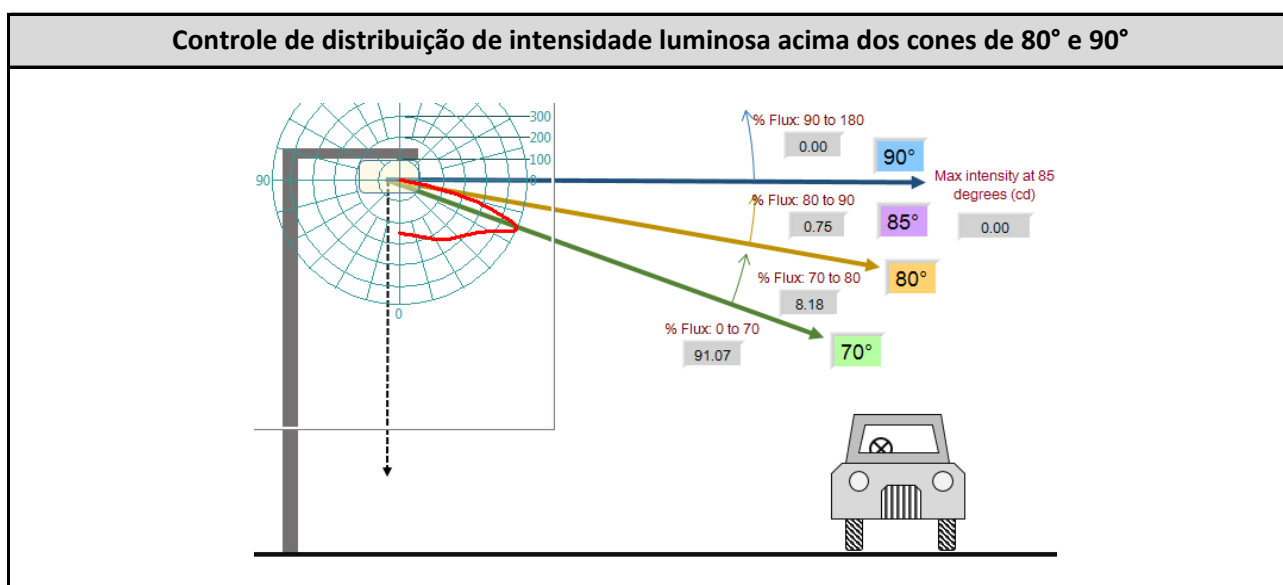 Controle de distribuição de intensidade luminosa acima dos cones de 80° e 90°
300
200
100
0
90
0
% Flux: 90 to 180
0.00
90°
Max intensity at 85
degrees (cd)
0.00
% Flux: 80 to 90
0.75
85°
80°
% Flux: 70 to 80
8.18
% Flux: 0 to 70
91.07
70°